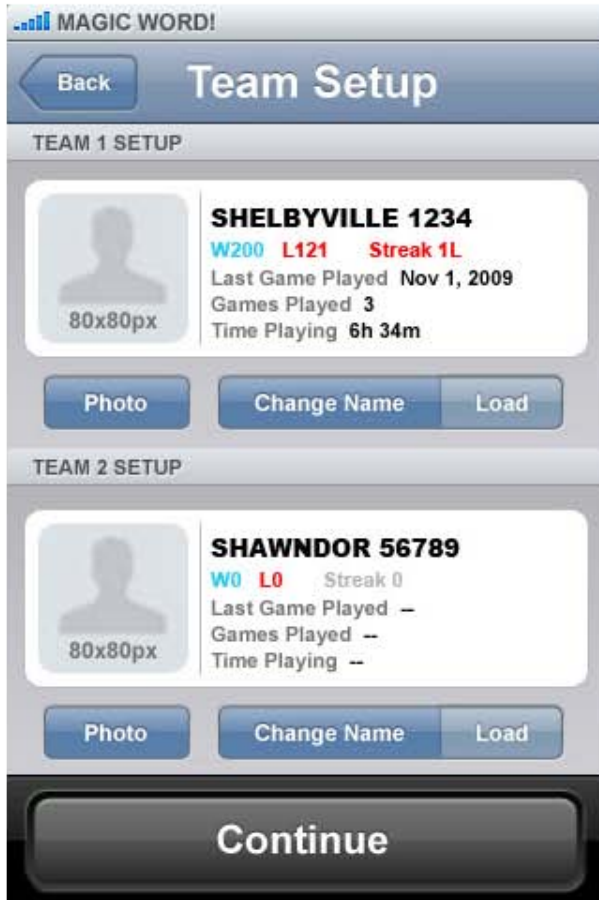 MAGIC WORD!
Back Team Setup
TEAM 1 SETUP
SHELBYVILLE 1234
W200 L121 Streak 1L
Last Game Played Nov 1, 2009
Games Played 3
Time Playing 6h 34m
80x80px
Photo Change Name Load
TEAM 2 SETUP
SHAWNDOR 56789
W0 L0 Streak 0
Last Game Played --
Games Played --
Time Playing --
80x80px
Photo Change Name Load
Continue